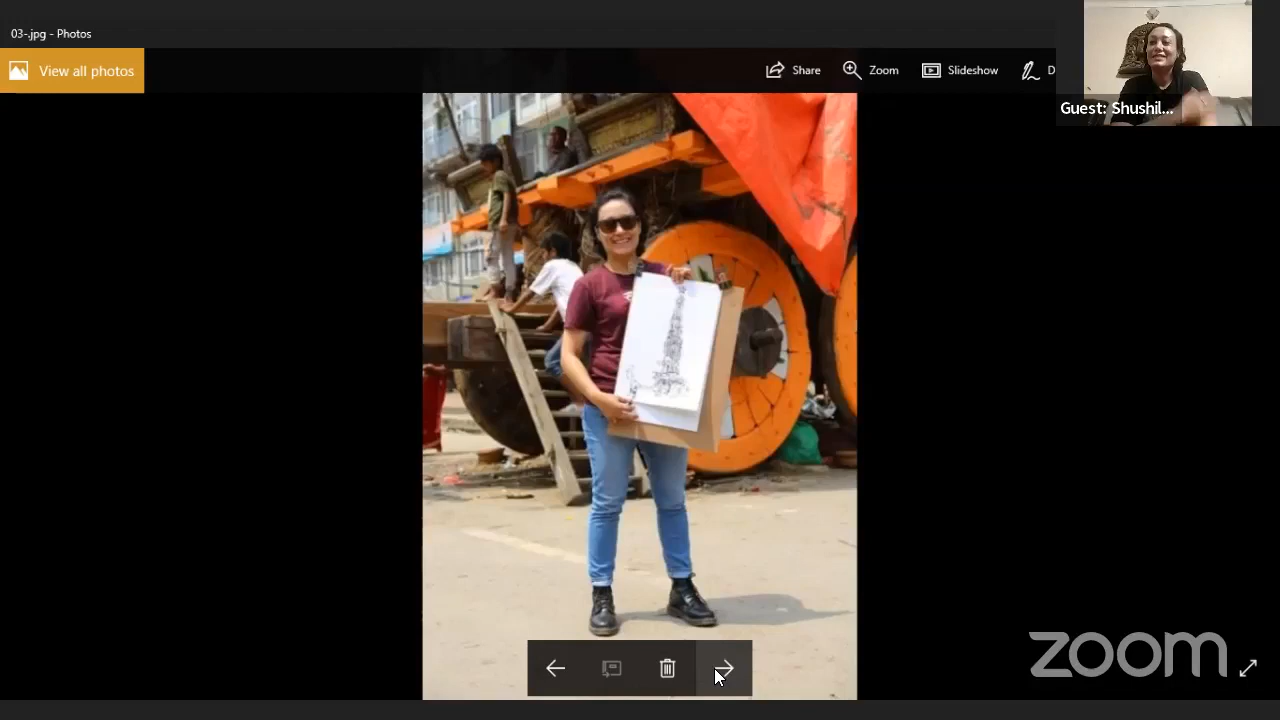 03-.jpg - Photos
View all photos
Share
Zoom
Slideshow
D
Guest: Shushil...
zoom